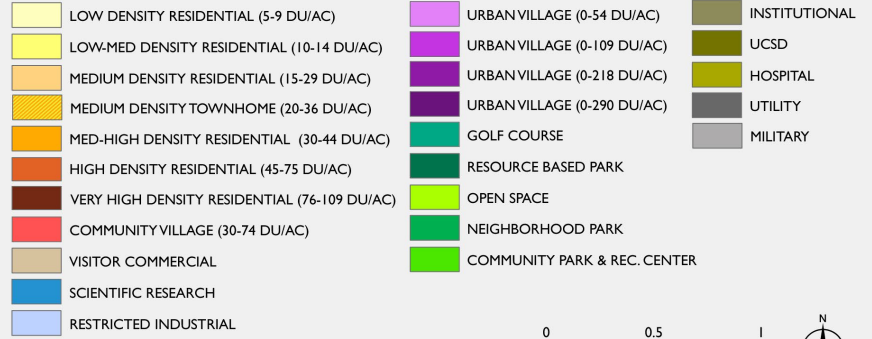 LOW DENSITY RESIDENTIAL (5-9 DU/AC)
LOW-MED DENSITY RESIDENTIAL (10-14 DU/AC)
MEDIUM DENSITY RESIDENTIAL (15-29 DU/AC)
MEDIUM DENSITY TOWNHOME (20-36 DU/AC)
MED-HIGH DENSITY RESIDENTIAL (30-44 DU/AC)
HIGH DENSITY RESIDENTIAL (45-75 DU/AC)
VERY HIGH DENSITY RESIDENTIAL (76-109 DU/AC)
COMMUNITY VILLAGE (30-74 DU/AC)
VISITOR COMMERCIAL
SCIENTIFIC RESEARCH
RESTRICTED INDUSTRIAL
URBAN VILLAGE (0-54 DU/AC)
URBAN VILLAGE (0-109 DU/AC)
URBAN VILLAGE (0-218 DU/AC)
URBAN VILLAGE (0-290 DU/AC)
GOLF COURSE
RESOURCE BASED PARK
OPEN SPACE
NEIGHBORHOOD PARK
COMMUNITY PARK & REC. CENTER
INSTITUTIONAL
UCSD
HOSPITAL
UTILITY
MILITARY
0 0.5 1
N